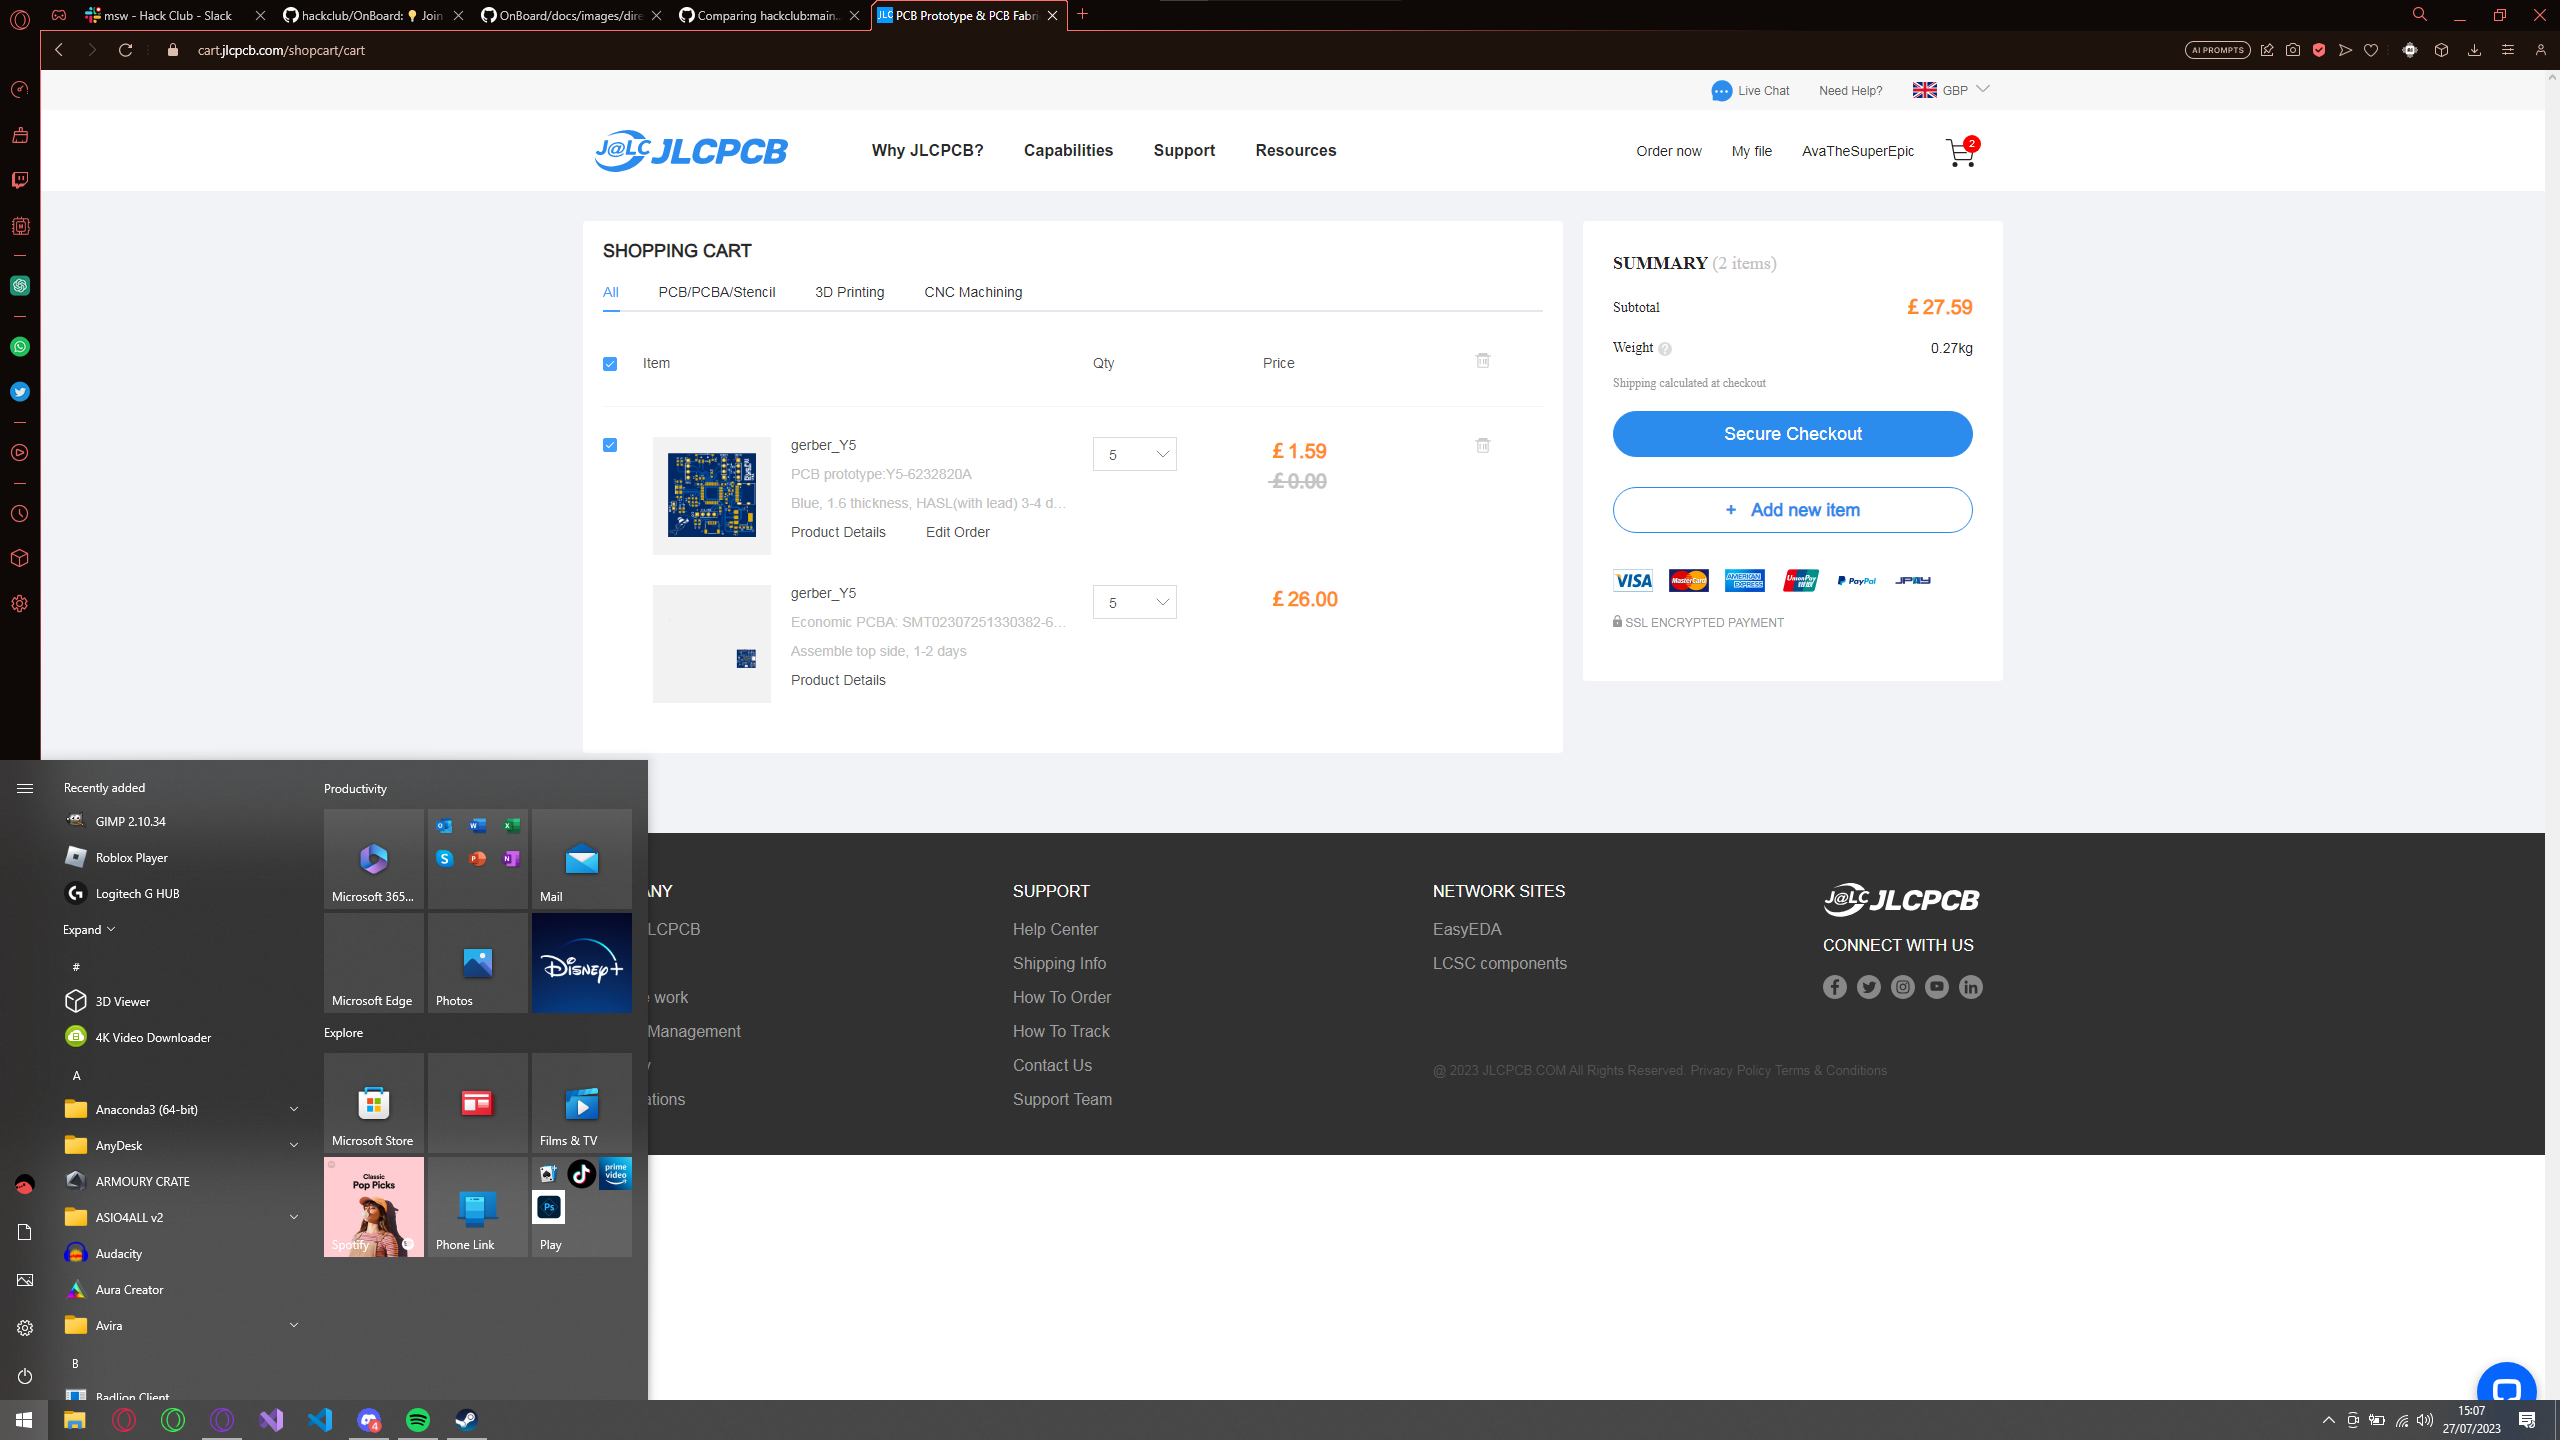 msw - Hack Club - Slack
hackclub/OnBoard: 💡 Join
OnBoard/docs/images/dire
Comparing hackclub:main...
JLC PCB Prototype & PCB Fabri
cart.jlcpcb.com/shopcart/cart
AI PROMPTS
Live Chat
Need Help?
GBP
J@LC JLCPCB
Why JLCPCB?
Capabilities
Support
Resources
Order now
My file
AvaTheSuperEpic
2
SHOPPING CART
All
PCB/PCBA/Stencil
3D Printing
CNC Machining
Item
Qty
Price
gerber_Y5
PCB prototype:Y5-6232820A
Blue, 1.6 thickness, HASL(with lead) 3-4 d...
Product Details
Edit Order
5
£ 1.59
£ 0.00
gerber_Y5
Economic PCBA: SMT02307251330382-6...
Assemble top side, 1-2 days
Product Details
5
£ 26.00
SUMMARY (2 items)
Subtotal
£ 27.59
Weight ?
0.27kg
Shipping calculated at checkout
Secure Checkout
+ Add new item
VISA
MasterCard
AMERICAN EXPRESS
UnionPay
PayPal
JPAY
SSL ENCRYPTED PAYMENT
Recently added
GIMP 2.10.34
Roblox Player
Logitech G HUB
Expand
#
3D Viewer
4K Video Downloader
A
Anaconda3 (64-bit)
AnyDesk
ARMOURY CRATE
ASIO4ALL v2
Audacity
Aura Creator
Avira
B
Badlion Client
Productivity
Microsoft 365...
Mail
Microsoft Edge
Photos
Disney+
Explore
Microsoft Store
Films & TV
Classic
Pop Picks
Spotify
Phone Link
prime video
Ps
Play
ANY
LCPCB
e work
Management
y
ations
SUPPORT
Help Center
Shipping Info
How To Order
How To Track
Contact Us
Support Team
NETWORK SITES
EasyEDA
LCSC components
@ 2023 JLCPCB.COM All Rights Reserved. Privacy Policy Terms & Conditions
J@LC JLCPCB
CONNECT WITH US
4
15:07
27/07/2023